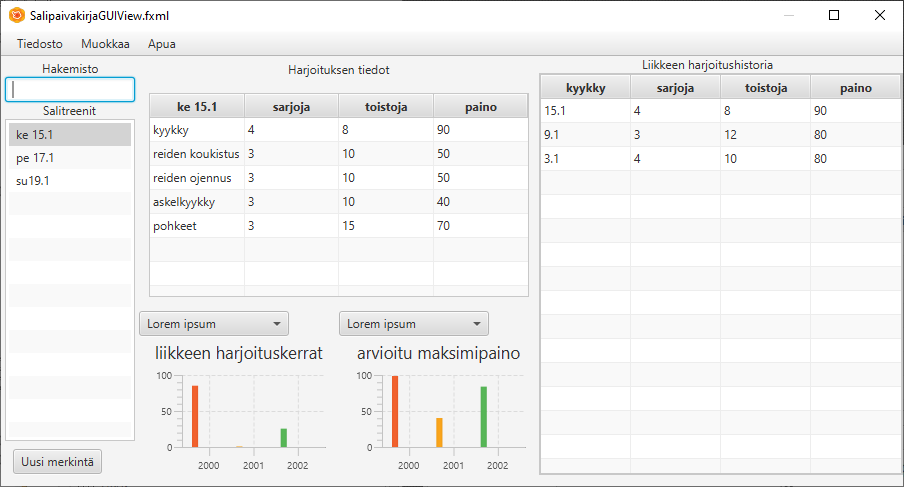 SalipaivakirjaGUIView.fxml
Tiedosto Muokkaa Apua
Hakemisto
Salitreenit
ke 15.1
pe 17.1
su19.1
Uusi merkintä
Harjoituksen tiedot
ke 15.1 sarjoja toistoja paino
kyykky 4 8 90
reiden koukistus 3 10 50
reiden ojennus 3 10 50
askelkyykky 3 10 40
pohkeet 3 15 70
Lorem ipsum
liikkeen harjoituskerrat
100
50
0
2000 2001 2002
Lorem ipsum
arvioitu maksimipaino
100
50
0
2000 2001 2002
Liikkeen harjoitushistoria
kyykky sarjoja toistoja paino
15.1 4 8 90
9.1 3 12 80
3.1 4 10 80